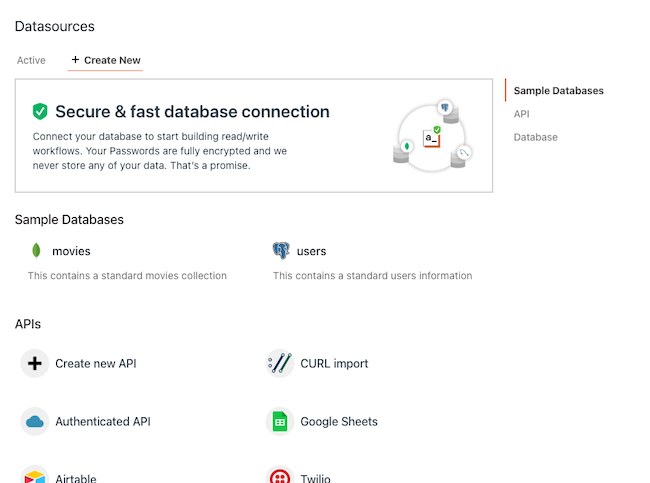 Datasources
Active
+ Create New
Secure & fast database connection
Connect your database to start building read/write
workflows. Your Passwords are fully encrypted and we
never store any of your data. That's a promise.
a_
Sample Databases
API
Database
Sample Databases
movies
This contains a standard movies collection
users
This contains a standard users information
APIs
Create new API
CURL import
Authenticated API
Google Sheets
Airtable
Twilio